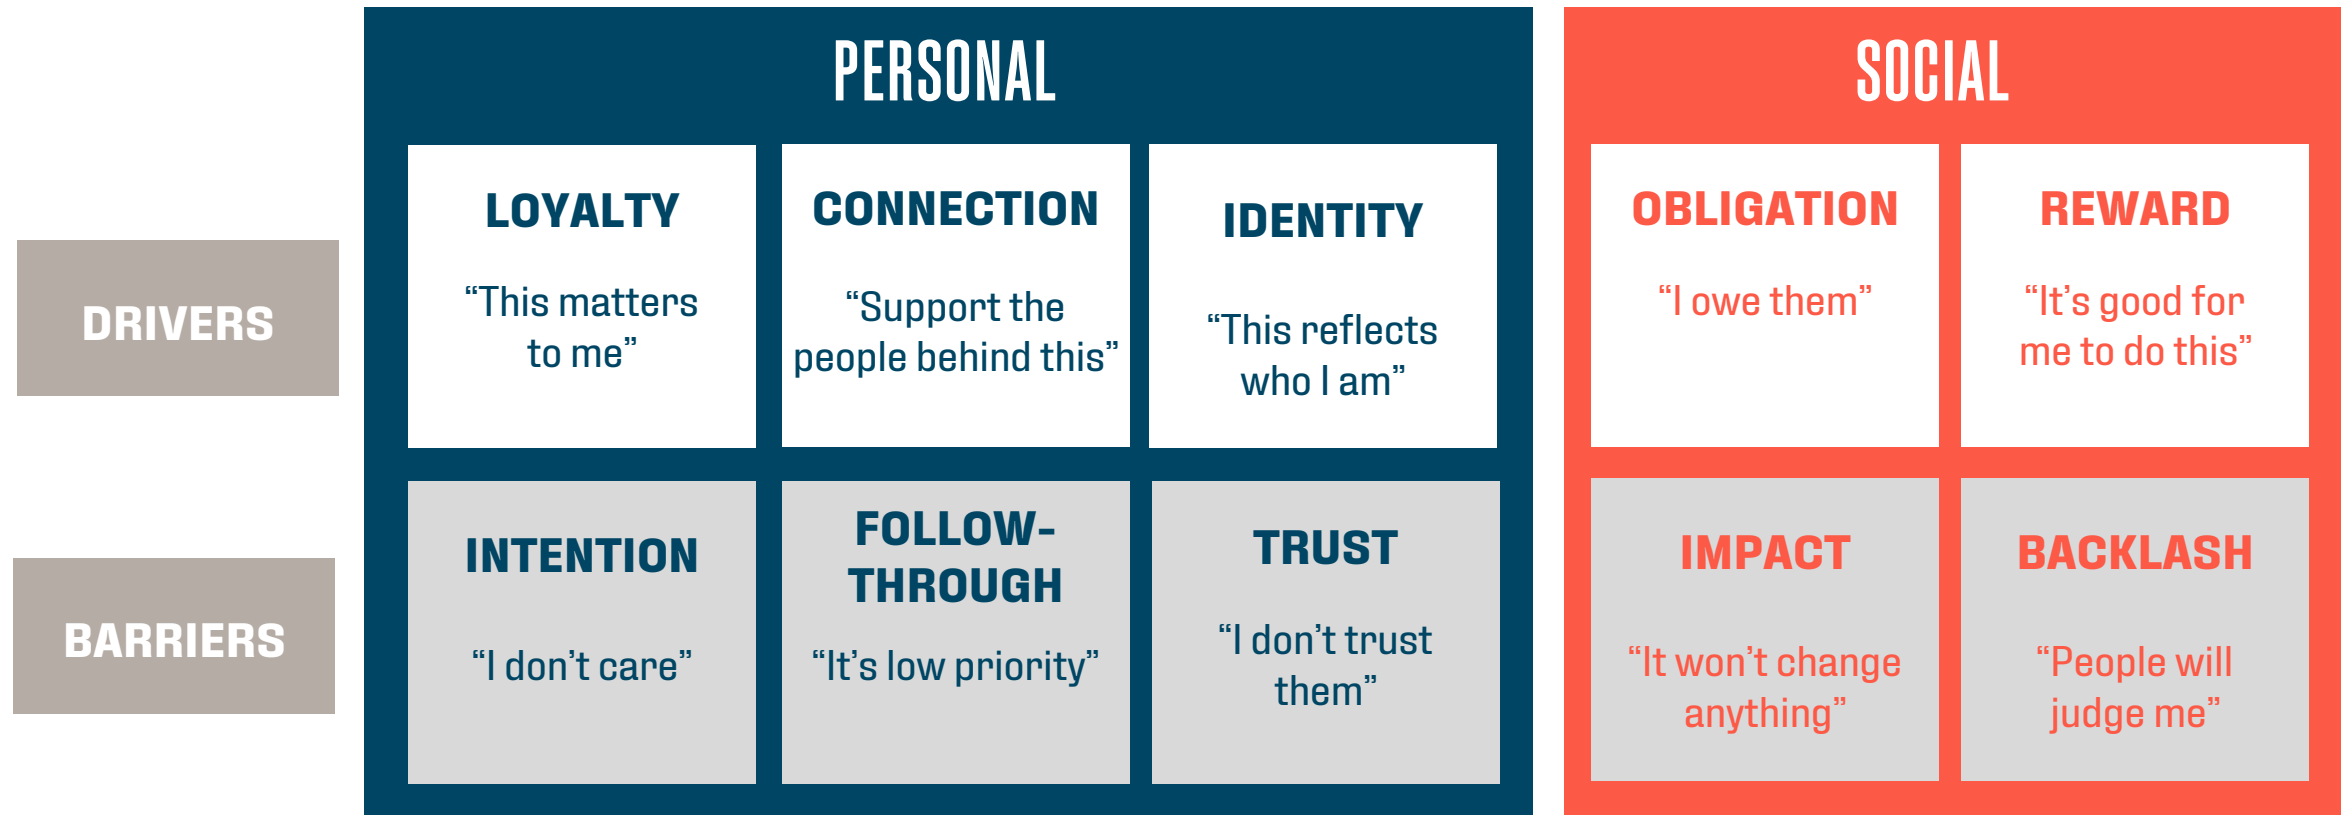 PERSONAL
SOCIAL
DRIVERS
LOYALTY
“This matters
to me”
CONNECTION
“Support the
people behind this”
IDENTITY
“This reflects
who I am”
OBLIGATION
“I owe them”
REWARD
“It’s good for
me to do this”
BARRIERS
INTENTION
“I don’t care”
FOLLOW-
THROUGH
“It’s low priority”
TRUST
“I don’t trust
them”
IMPACT
“It won’t change
anything”
BACKLASH
“People will
judge me”